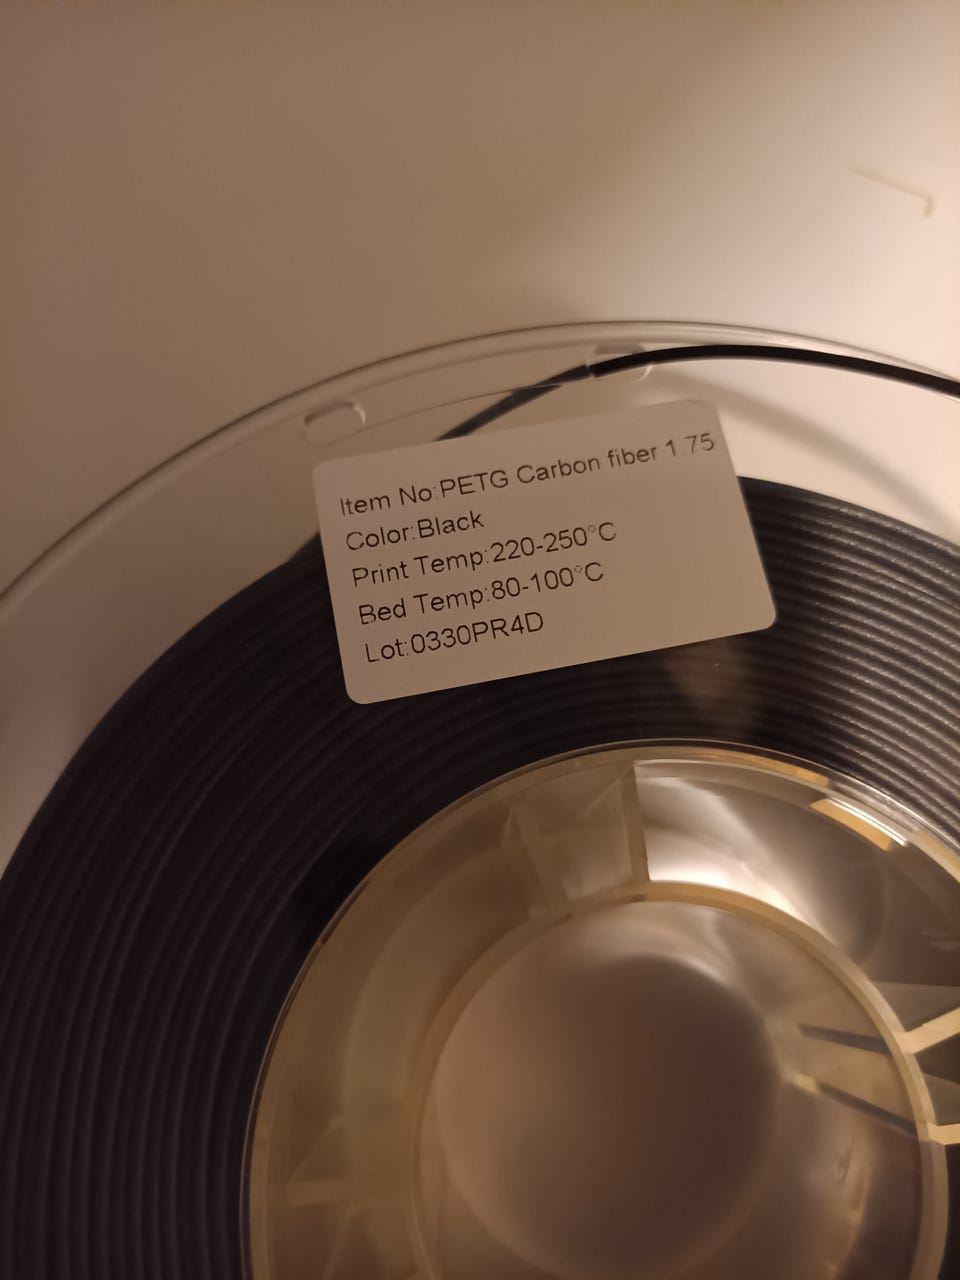 Item No:PETG Carbon fiber 1.75
Color:Black
Print Temp:220-250°C
Bed Temp:80-100°C
Lot:0330PR4D